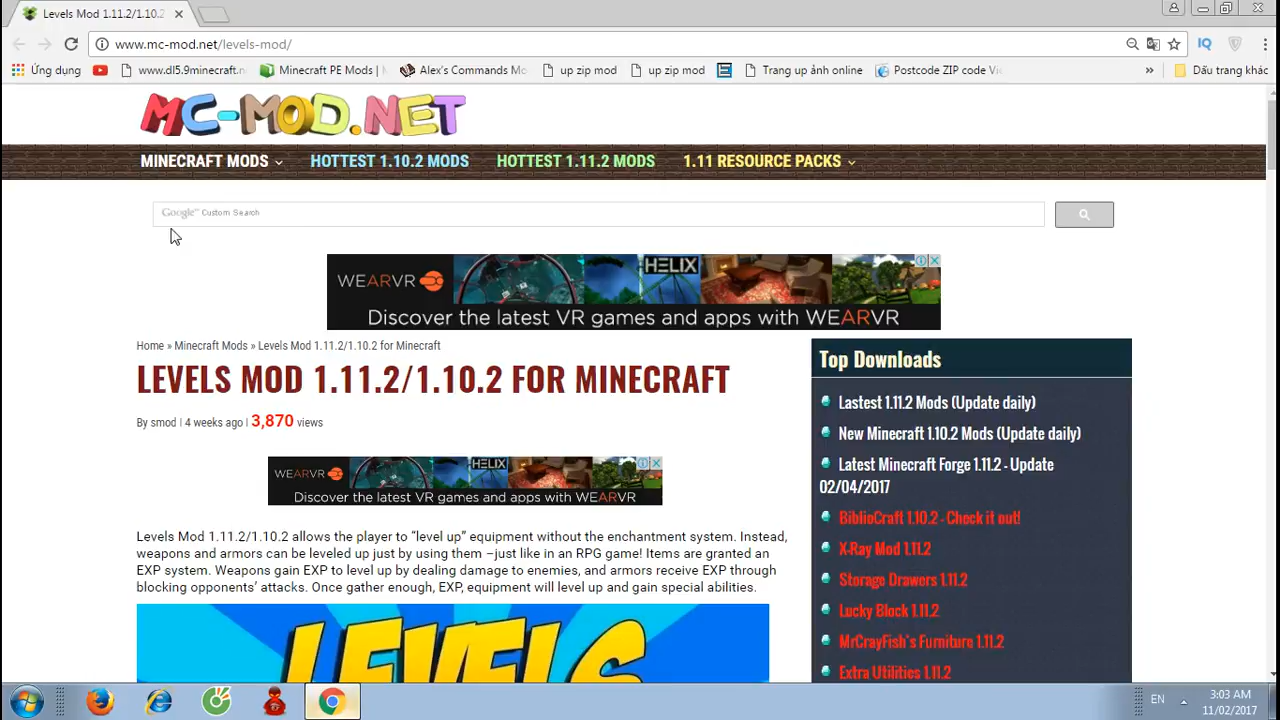 Levels Mod 1.11.2/1.10.2
www.mc-mod.net/levels-mod/
Ứng dụng
www.dl5.9minecraft.n
Minecraft PE Mods |
Alexa Commands Mo
up zip mod
up zip mod
Trang up ảnh online
Postcode ZIP code Vi
»
Dấu trang khác
MC-MOD.NET
MINECRAFT MODS
HOTTEST 1.10.2 MODS
HOTTEST 1.11.2 MODS
1.11 RESOURCE PACKS
Google™ Custom Search
WEARVR
HELIX
Discover the latest VR games and apps with WEARVR
Home » Minecraft Mods » Levels Mod 1.11.2/1.10.2 for Minecraft
LEVELS MOD 1.11.2/1.10.2 FOR MINECRAFT
By smod | 4 weeks ago | 3,870 views
WEARVR
HELIX
Discover the latest VR games and apps with WEARVR
Levels Mod 1.11.2/1.10.2 allows the player to “level up” equipment without the enchantment system. Instead,
weapons and armors can be leveled up just by using them –just like in an RPG game! Items are granted an
EXP system. Weapons gain EXP to level up by dealing damage to enemies, and armors receive EXP through
blocking opponents’ attacks. Once gather enough, EXP, equipment will level up and gain special abilities.
LEVELS
Top Downloads
Lastest 1.11.2 Mods (Update daily)
New Minecraft 1.10.2 Mods (Update daily)
Latest Minecraft Forge 1.11.2 - Update
02/04/2017
BiblioCraft 1.10.2 - Check it out!
X-Ray Mod 1.11.2
Storage Drawers 1.11.2
Lucky Block 1.11.2
MrCrayFish's Furniture 1.11.2
Extra Utilities 1.11.2
EN
3:03 AM
11/02/2017